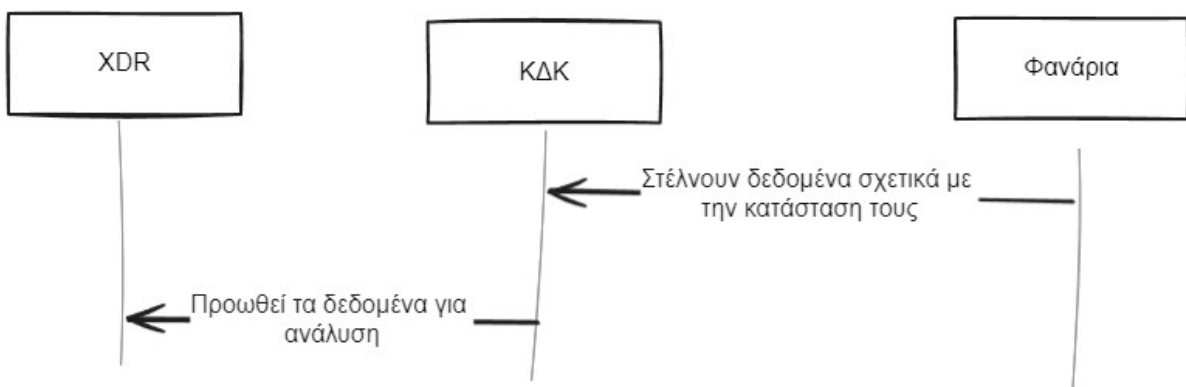 XDR
ΚΔΚ
Φανάρια
Στέλνουν δεδομένα σχετικά με
την κατάσταση τους
Προωθεί τα δεδομένα για
ανάλυση